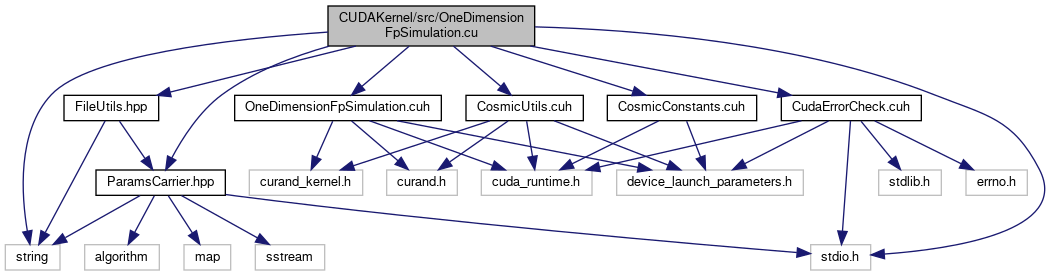 CUDAKernel/src/OneDimension
FpSimulation.cu
FileUtils.hpp
OneDimensionFpSimulation.cuh
CosmicUtils.cuh
CosmicConstants.cuh
CudaErrorCheck.cuh
ParamsCarrier.hpp
curand_kernel.h
curand.h
cuda_runtime.h
device_launch_parameters.h
stdlib.h
errno.h
string
algorithm
map
sstream
stdio.h